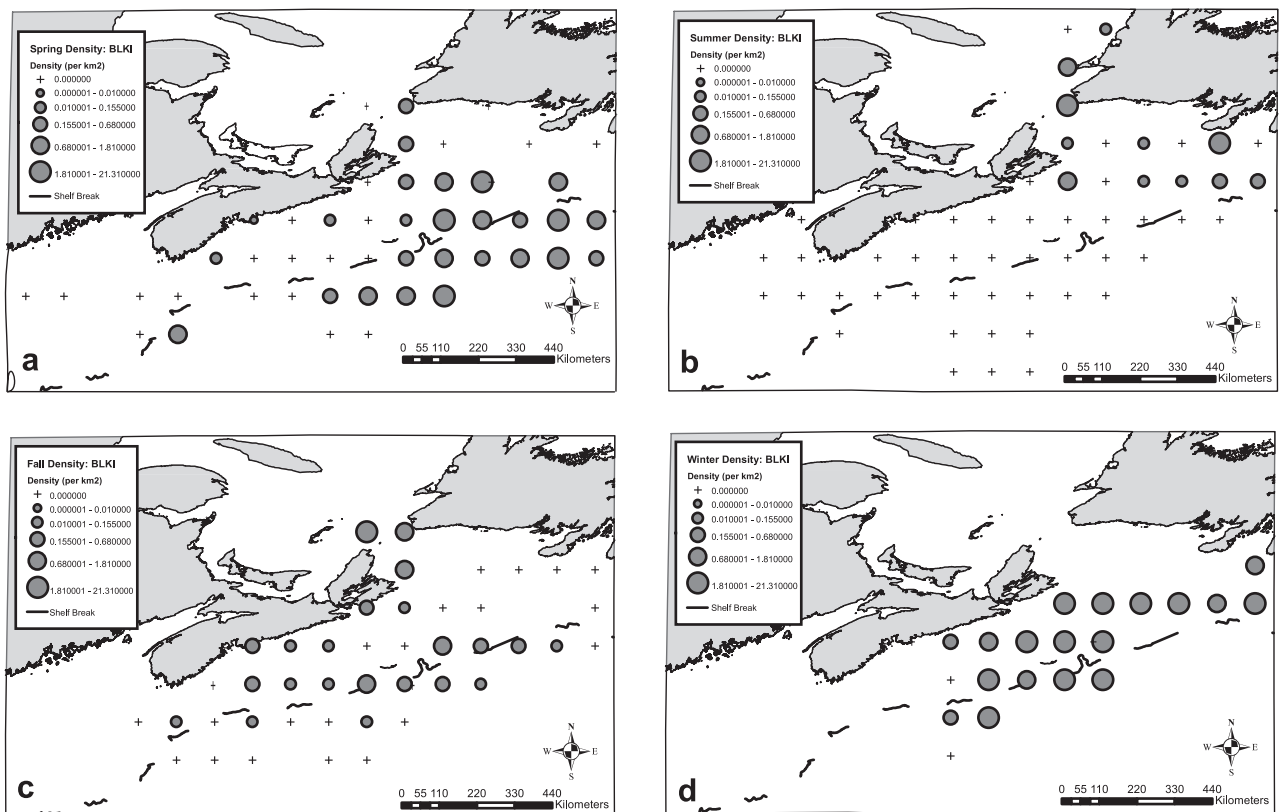 Spring Density: BLKI
Density (per km2)
+ 0.000000
0.000001 - 0.010000
0.010001 - 0.155000
0.155001 - 0.680000
0.680001 - 1.810000
1.810001 - 21.310000
Shelf Break
N
W E
S
0 55 110 220 330 440
Kilometers
a
Summer Density: BLKI
Density (per km2)
+ 0.000000
0.000001 - 0.010000
0.010001 - 0.155000
0.155001 - 0.680000
0.680001 - 1.810000
1.810001 - 21.310000
Shelf Break
N
W E
S
0 55 110 220 330 440
Kilometers
b
Fall Density: BLKI
Density (per km2)
+ 0.000000
0.000001 - 0.010000
0.010001 - 0.155000
0.155001 - 0.680000
0.680001 - 1.810000
1.810001 - 21.310000
Shelf Break
N
W E
S
0 55 110 220 330 440
Kilometers
c
Winter Density: BLKI
Density (per km2)
+ 0.000000
0.000001 - 0.010000
0.010001 - 0.155000
0.155001 - 0.680000
0.680001 - 1.810000
1.810001 - 21.310000
Shelf Break
N
W E
S
0 55 110 220 330 440
Kilometers
d